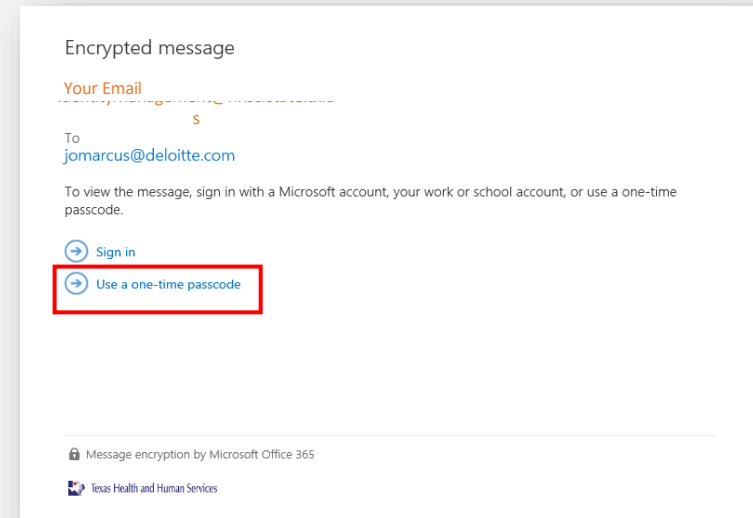 Encrypted message
Your Email
s
To
jomarcus@deloitte.com
To view the message, sign in with a Microsoft account, your work or school account, or use a one-time
passcode.
Sign in
Use a one-time passcode
Message encryption by Microsoft Office 365
Texas Health and Human Services